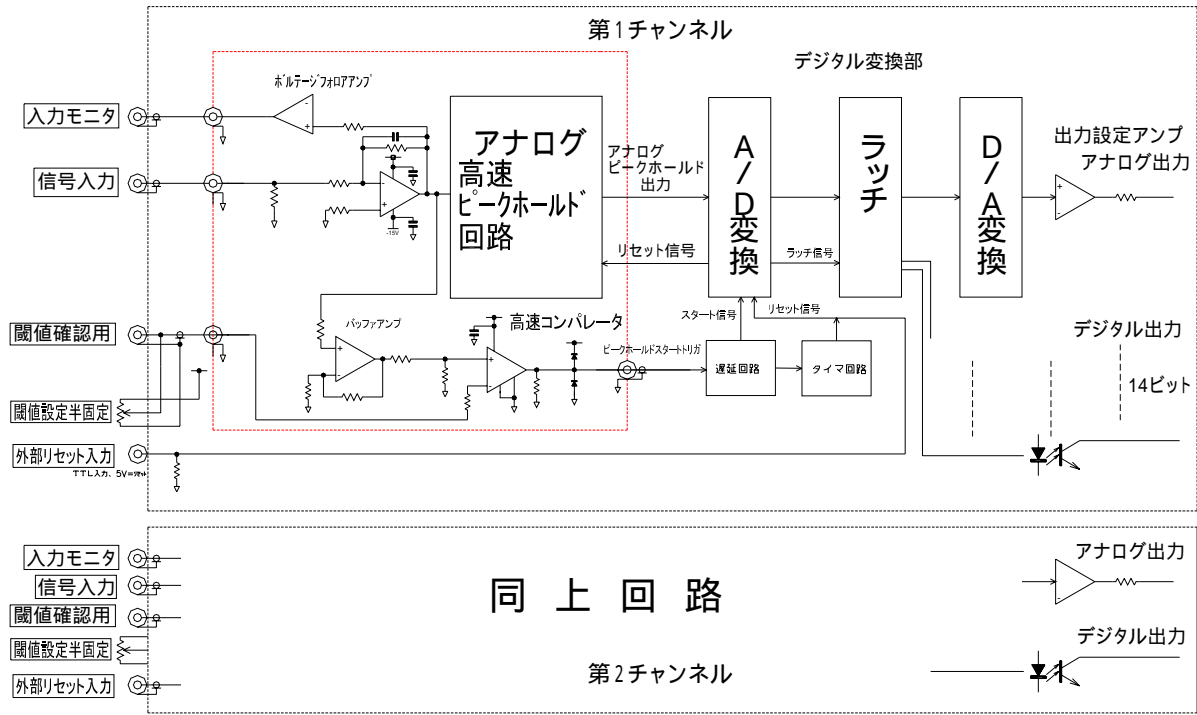 第1チャンネル
デジタル変換部
ボルテージフォロアアンプ
入力モニタ
信号入力
-15V
アナログ
高速
ピークホールド
回路
アナログ
ピークホールド
出力
リセット信号
A/D変換
ラッチ信号
ラッチ
D/A変換
出力設定アンプ
アナログ出力
スタート信号
リセット信号
閾値確認用
バッファアンプ
高速コンパレータ
ピークホールドスタートトリガ
遅延回路
タイマ回路
デジタル出力
14ビット
閾値設定半固定
外部リセット入力
TTL入力、5V=リセット
入力モニタ
信号入力
閾値確認用
閾値設定半固定
外部リセット入力
同上回路
第2チャンネル
アナログ出力
デジタル出力